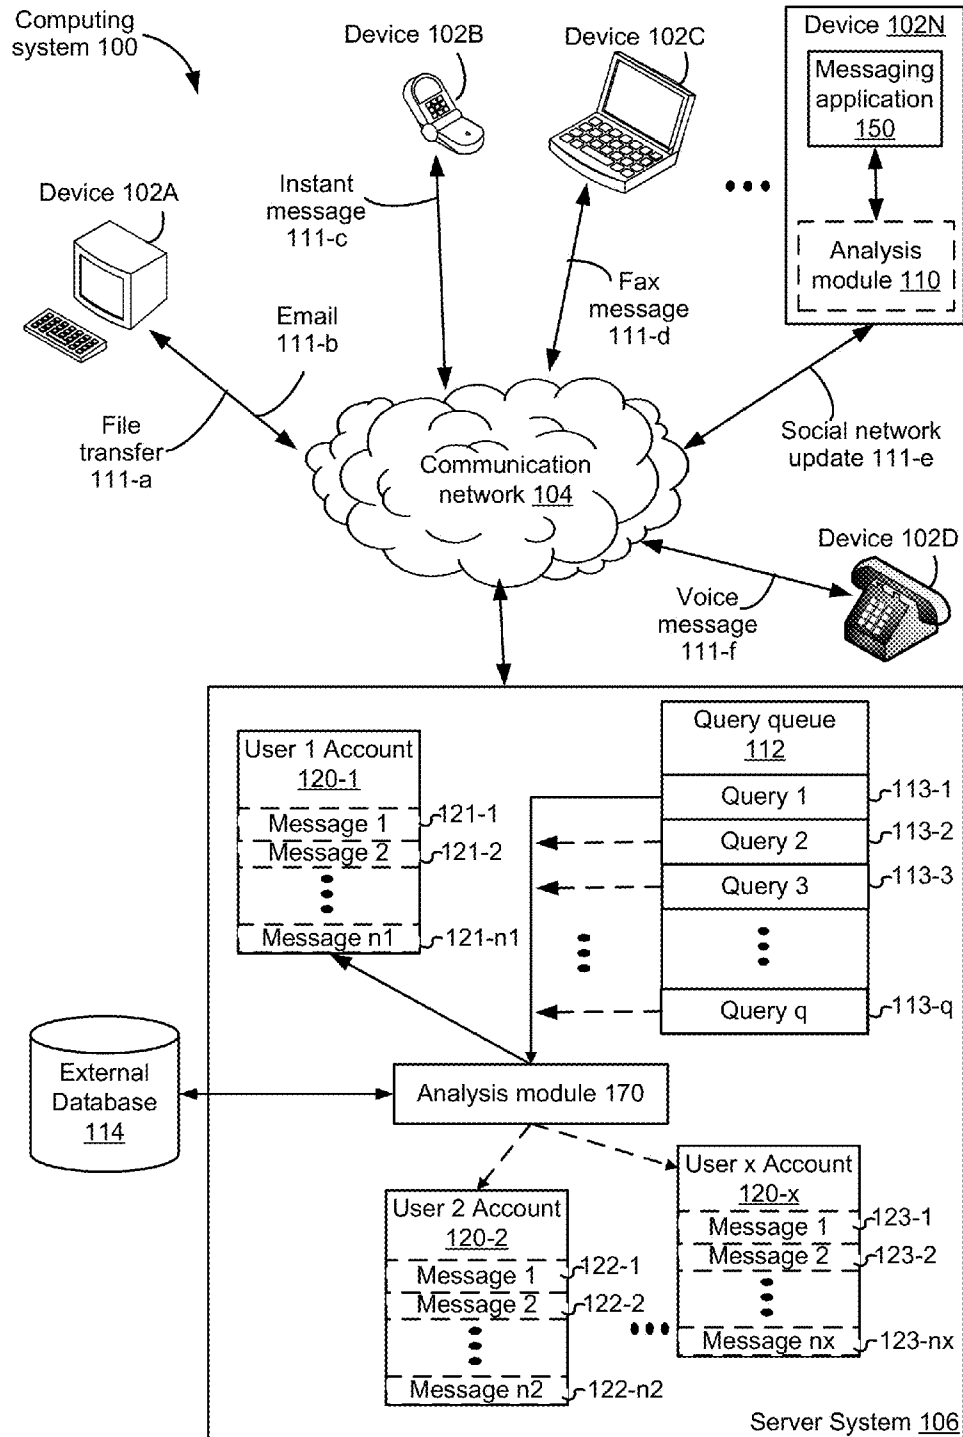 Computing
system 100
Device 102B
Device 102C
Device 102N
Messaging
application
150
Analysis
module 110
Device 102A
Instant
message
111-c
Fax
message
111-d
Email
111-b
File
transfer
111-a
Communication
network 104
Social network
update 111-e
Device 102D
Voice
message
111-f
User 1 Account
120-1
Message 1
121-1
Message 2
121-2
Message n1
121-n1
Query queue
112
Query 1
113-1
Query 2
113-2
Query 3
113-3
Query q
113-q
External
Database
114
Analysis module 170
User 2 Account
120-2
Message 1
122-1
Message 2
122-2
Message n2
122-n2
User x Account
120-x
Message 1
123-1
Message 2
123-2
Message nx
123-nx
Server System 106